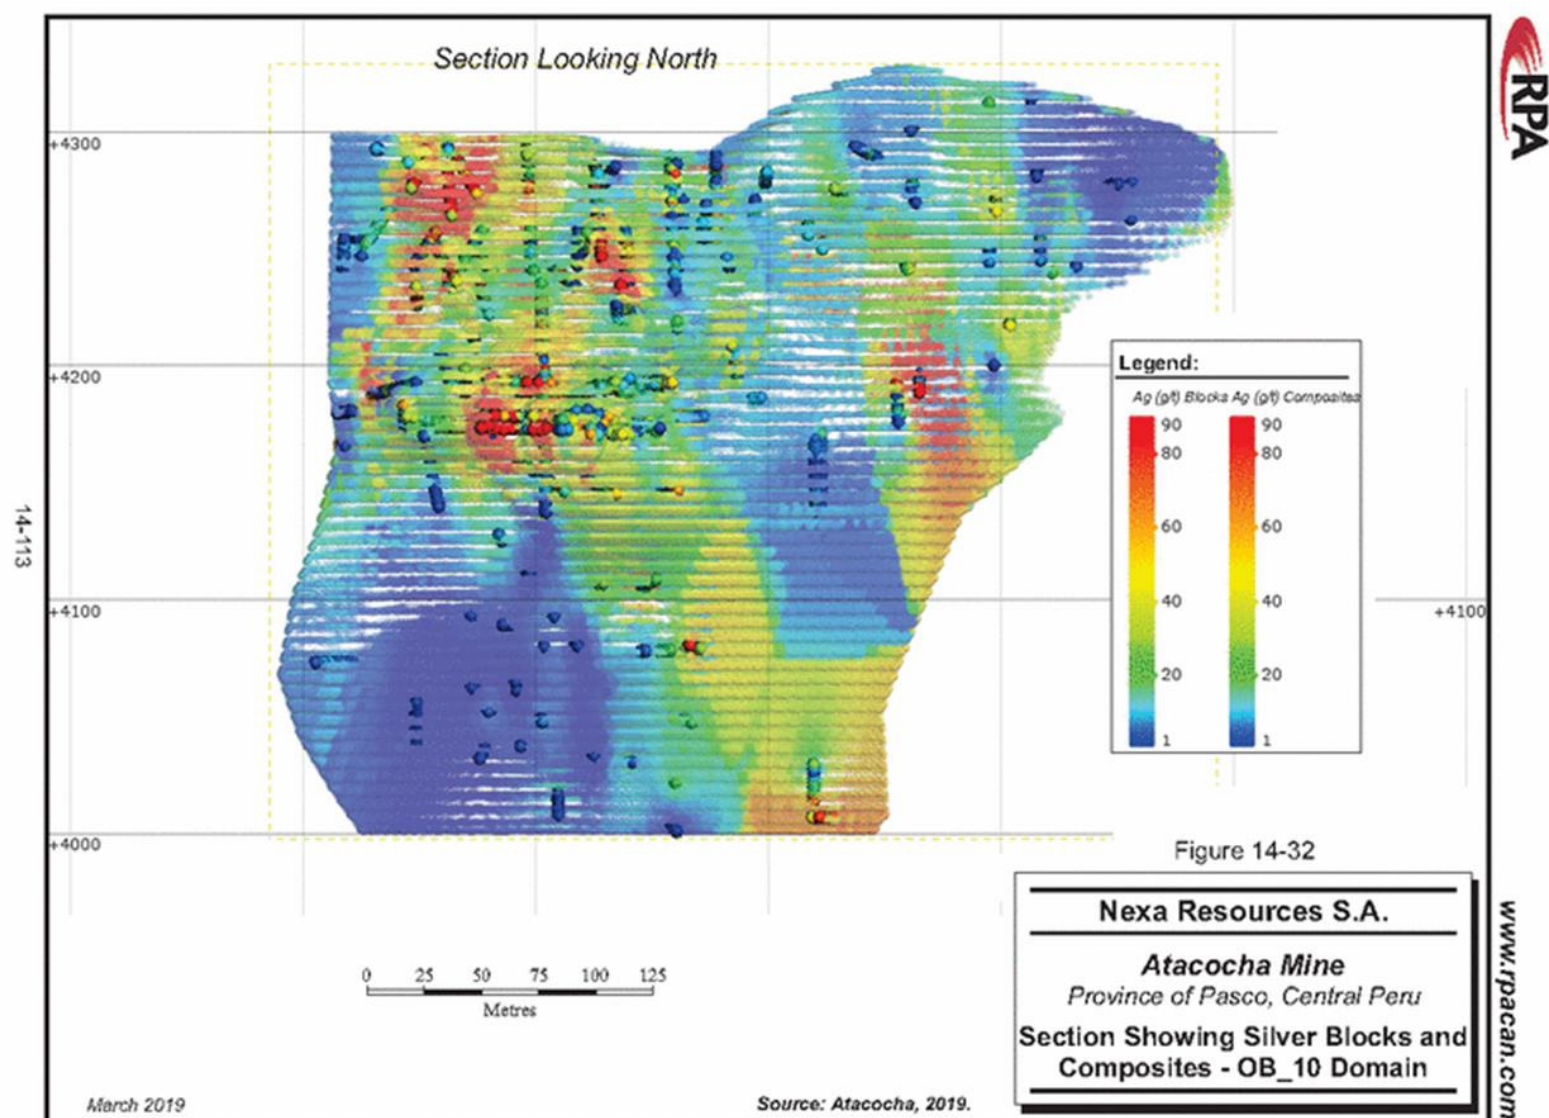 Section Looking North
RPA
+4300
+4200
+4100
+4000
+4100
14-113
Legend:
Ag (g/t) Blocks Ag (g/t) Composites
90 90
80 80
60 60
40 40
20 20
1 1
Figure 14-32
Nexa Resources S.A.
Atacocha Mine
Province of Pasco, Central Peru
Section Showing Silver Blocks and
Composites - OB_10 Domain
0 25 50 75 100 125
Metres
March 2019
Source: Atacocha, 2019.
www.rpacan.com